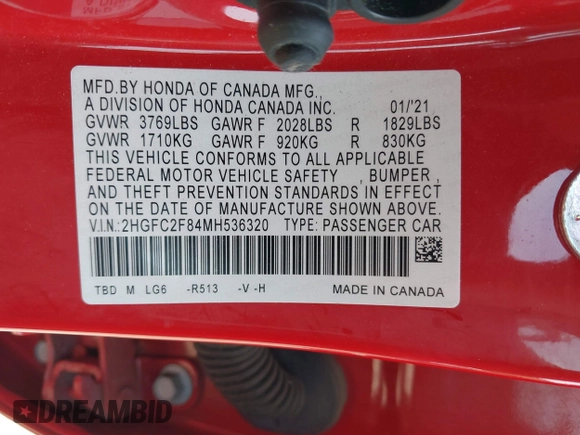 MFD.BY HONDA OF CANADA MFG.,
A DIVISION OF HONDA CANADA INC. 01/'21
GVWR 3769LBS GAWR F 2028LBS R 1829LBS
GVWR 1710KG GAWR F 920KG R 830KG
THIS VEHICLE CONFORMS TO ALL APPLICABLE
FEDERAL MOTOR VEHICLE SAFETY , BUMPER ,
AND THEFT PREVENTION STANDARDS IN EFFECT
ON THE DATE OF MANUFACTURE SHOWN ABOVE.
V.I.N.:2HGFC2F84MH536320 TYPE: PASSENGER CAR
TBD M LG6 -R513 -V -H MADE IN CANADA
DREAMBID